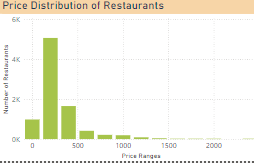 Price Distribution of Restaurants
6K
4K
2K
0K
Number of Restaurants
0
500
1000
1500
2000
Price Ranges